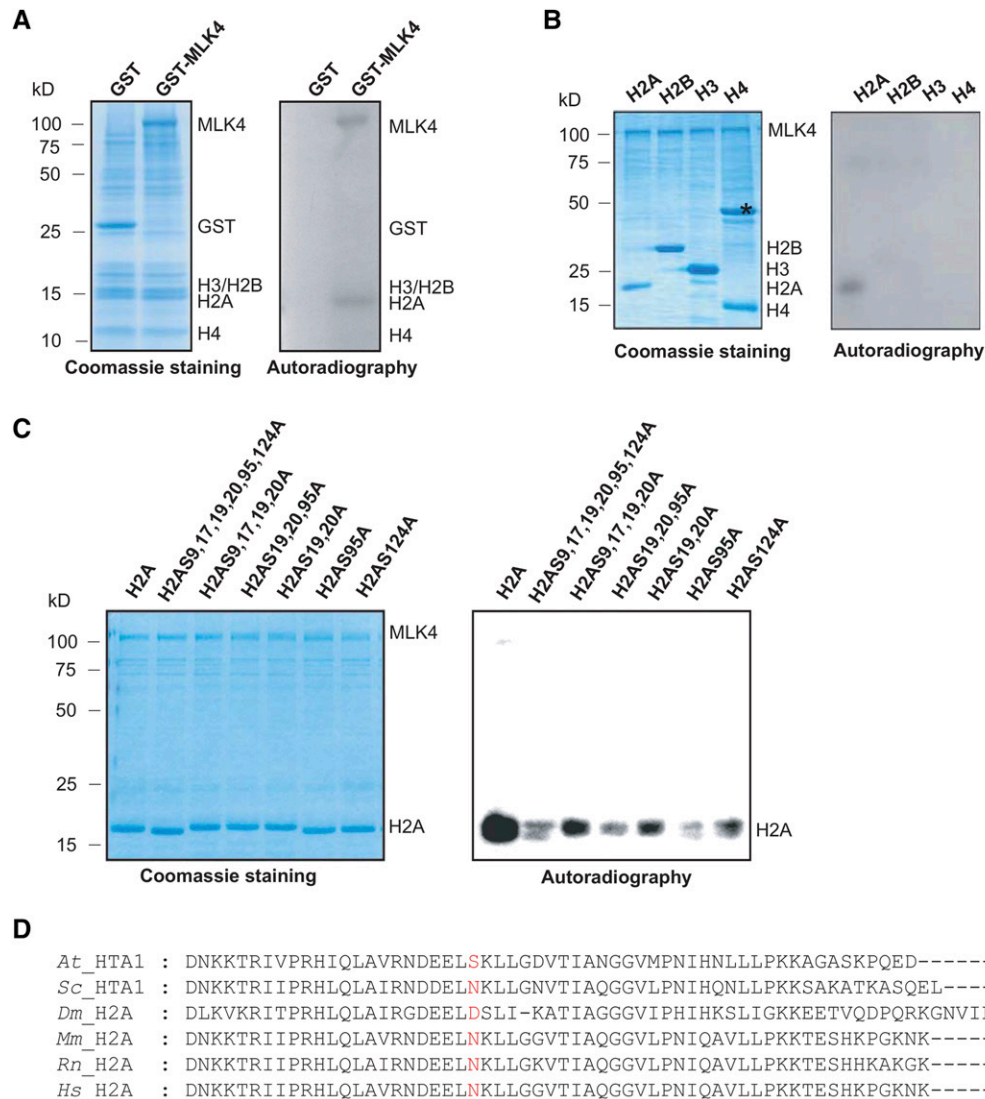 A
GST
GST-MLK4
GST
GST-MLK4
kD
100
75
50
25
15
10
MLK4
GST
H3/H2B
H2A
H4
MLK4
GST
H3/H2B
H2A
H4
Coomassie staining
Autoradiography
B
H2A
H2B
H3
H4
H2A
H2B
H3
H4
kD
100
75
50
25
15
MLK4
*
H2B
H3
H2A
H4
Coomassie staining
Autoradiography
C
H2A
H2AS9,17,19,20,95,124A
H2AS9,17,19,20A
H2AS19,20,95A
H2AS19,20A
H2AS95A
H2AS124A
H2A
H2AS9,17,19,20,95,124A
H2AS9,17,19,20A
H2AS19,20,95A
H2AS19,20A
H2AS95A
H2AS124A
kD
100
75
50
25
15
MLK4
H2A
H2A
Coomassie staining
Autoradiography
D
At_HTA1 : DNKKTRIVPRHIQLAVRNDEELSKLLGDVTIANGGVMPNIHNLLLPKKAGASKPQED------
Sc_HTA1 : DNKKTRIIPRHLQLAIRNDDELNKLLGNVTIAQGGVLPNIHQNLLPKKSAKATKASQEL----
Dm_H2A : DLKVKRITPRHLQLAIRGDEELDSLI-KATIAGGGVIPHIHKSLIGKKEETVQDPQRKGNVII
Mm_H2A : DNKKTRIIPRHLQLAIRNDEELNKLLGGVTIAQGGVLPNIQAVLLPKKTESHKPGKNK-----
Rn_H2A : DNKKTRIIPRHLQLAIRNDEELNKLLGKVTIAQGGVLPNIQAVLLPKKTESHHKAKGK-----
Hs_H2A : DNKKTRIIPRHLQLAIRNDEELNKLLGGVTIAQGGVLPNIQAVLLPKKTESHHKPGKNK----